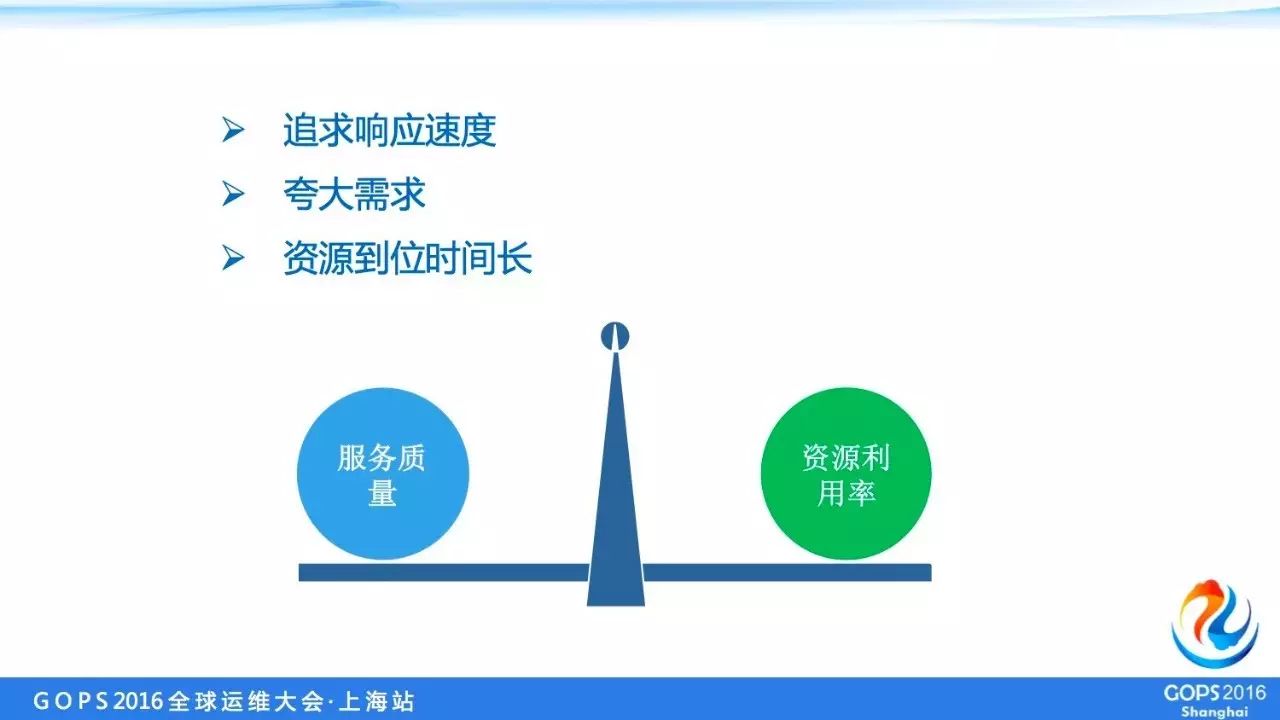 追求响应速度
夸大需求
资源到位时间长
服务质
量
资源利
用率
GOPS2016全球运维大会·上海站
GOPS2016
Shanghai